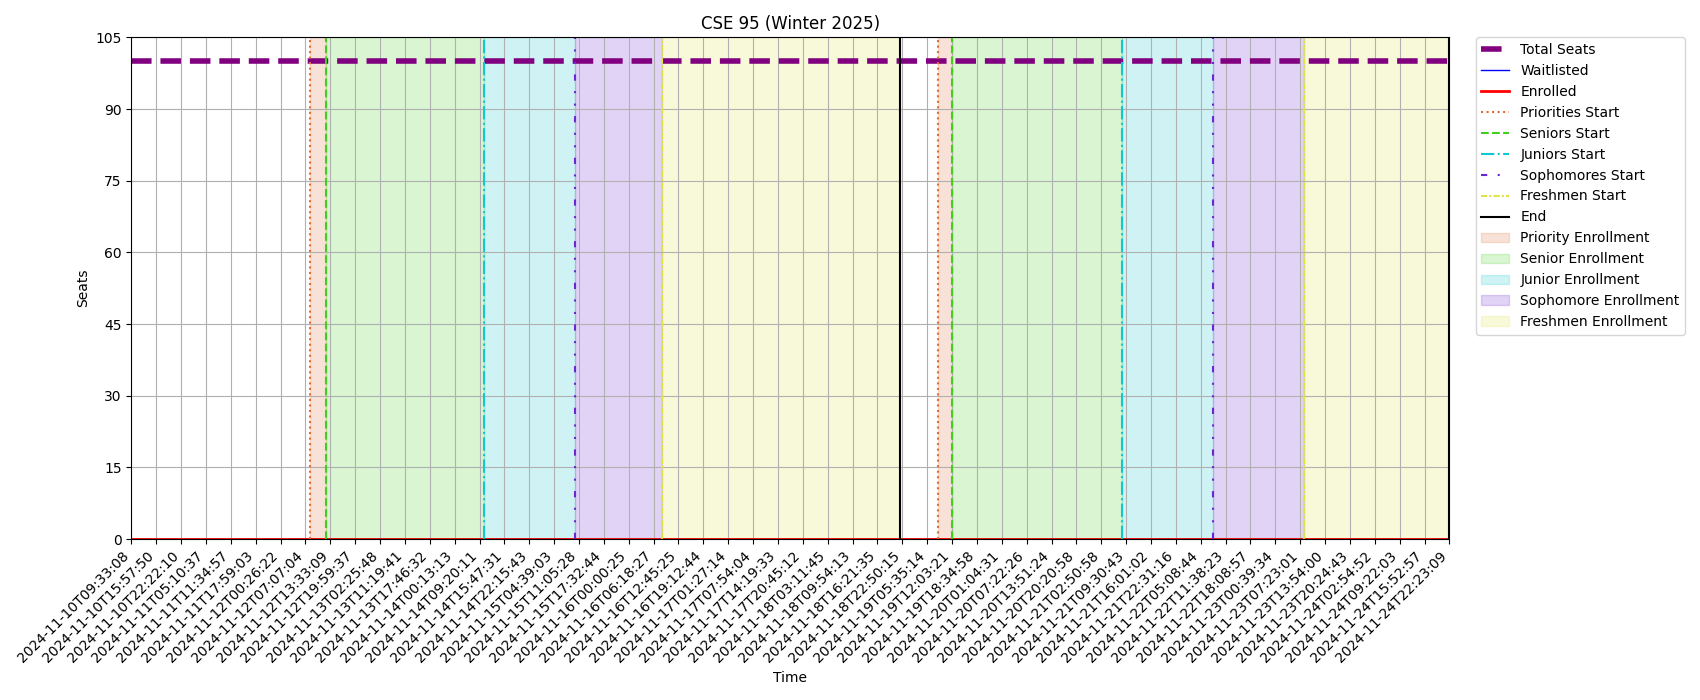 CSE 95 (Winter 2025)
105
90
75
60
45
30
15
0
Seats
2024-11-10T09:33:08
2024-11-10T15:57:50
2024-11-10T22:22:10
2024-11-11T05:10:37
2024-11-11T11:34:57
2024-11-11T17:59:03
2024-11-12T00:26:22
2024-11-12T07:07:04
2024-11-12T13:33:09
2024-11-12T19:59:37
2024-11-13T02:25:48
2024-11-13T11:19:41
2024-11-13T17:46:32
2024-11-14T00:13:13
2024-11-14T09:20:11
2024-11-14T15:47:31
2024-11-14T22:15:43
2024-11-15T04:39:03
2024-11-15T11:05:28
2024-11-15T17:32:44
2024-11-16T00:00:25
2024-11-16T06:18:27
2024-11-16T12:45:25
2024-11-16T19:12:44
2024-11-17T01:27:14
2024-11-17T07:54:04
2024-11-17T14:19:33
2024-11-17T20:45:12
2024-11-18T03:11:45
2024-11-18T09:54:13
2024-11-18T16:21:35
2024-11-18T22:50:15
2024-11-19T05:35:14
2024-11-19T12:03:21
2024-11-19T18:34:58
2024-11-20T01:04:31
2024-11-20T07:22:26
2024-11-20T13:51:24
2024-11-20T20:20:58
2024-11-21T02:50:58
2024-11-21T09:30:43
2024-11-21T16:01:02
2024-11-21T22:31:16
2024-11-22T05:08:44
2024-11-22T11:38:23
2024-11-22T18:08:57
2024-11-23T00:39:34
2024-11-23T07:23:01
2024-11-23T13:54:00
2024-11-23T20:24:43
2024-11-24T02:54:52
2024-11-24T09:22:03
2024-11-24T15:52:57
2024-11-24T22:23:09
Time
Total Seats
Waitlisted
Enrolled
Priorities Start
Seniors Start
Juniors Start
Sophomores Start
Freshmen Start
End
Priority Enrollment
Senior Enrollment
Junior Enrollment
Sophomore Enrollment
Freshmen Enrollment